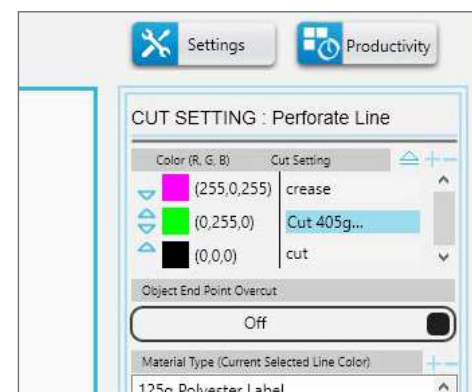 Settings Productivity
CUT SETTING : Perforate Line
Color (R, G, B) Cut Setting
(255,0,255) crease
(0,255,0) Cut 405g...
(0,0,0) cut
Object End Point Overcut
Off
Material Type (Current Selected Line Color)
125g Polyester Label